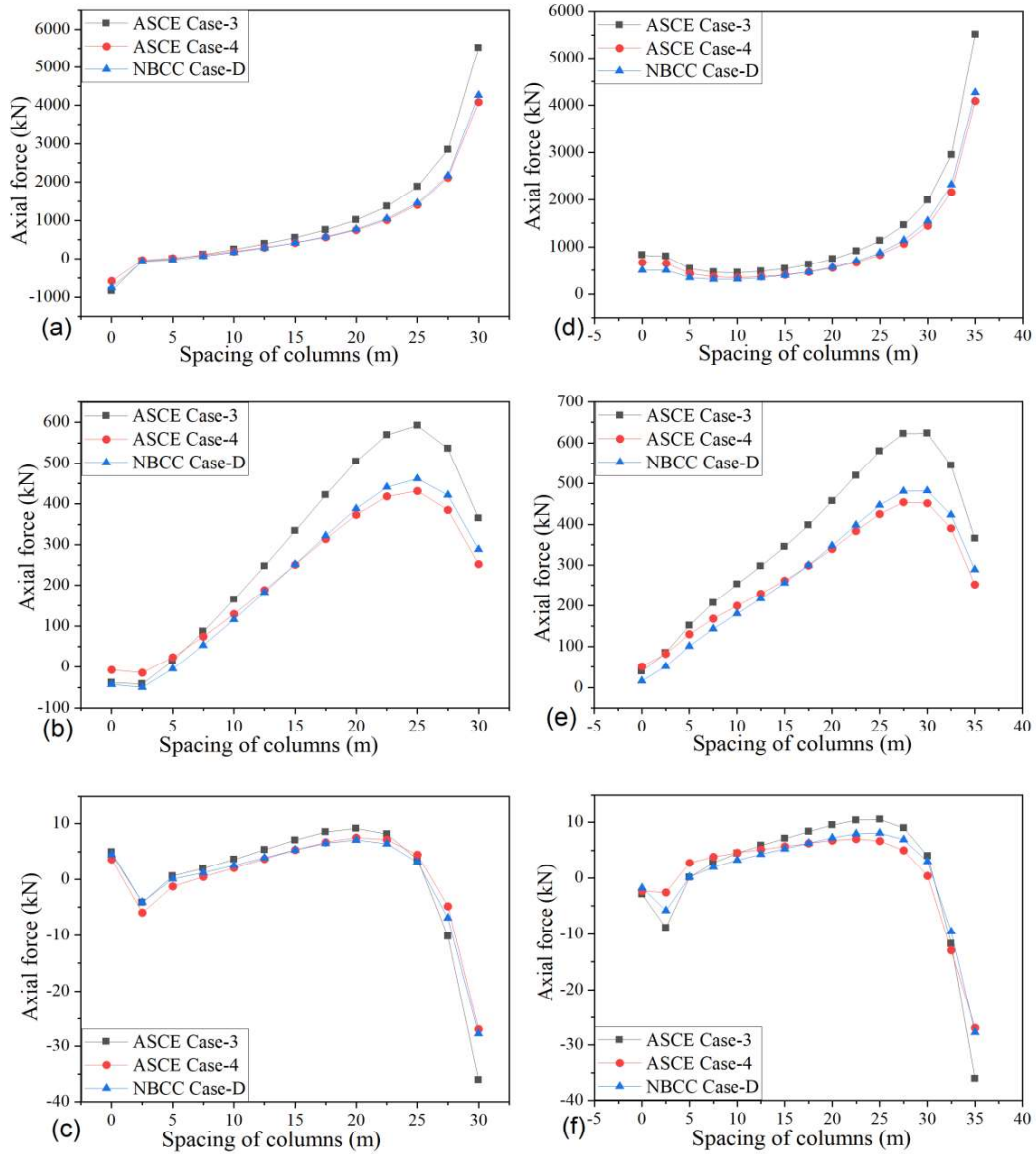 ASCE Case-3
ASCE Case-4
NBCC Case-D
6000
5000
4000
3000
2000
1000
0
-1000
Axial force (kN)
0 5 10 15 20 25 30
Spacing of columns (m)
(a)
ASCE Case-3
ASCE Case-4
NBCC Case-D
6000
5000
4000
3000
2000
1000
0
Axial force (kN)
-5 0 5 10 15 20 25 30 35 40
Spacing of columns (m)
(d)
ASCE Case-3
ASCE Case-4
NBCC Case-D
600
500
400
300
200
100
0
-100
Axial force (kN)
0 5 10 15 20 25 30
Spacing of columns (m)
(b)
ASCE Case-3
ASCE Case-4
NBCC Case-D
700
600
500
400
300
200
100
0
Axial force (kN)
-5 0 5 10 15 20 25 30 35 40
Spacing of columns (m)
(e)
10
0
-10
-20
-30
-40
Axial force (kN)
ASCE Case-3
ASCE Case-4
NBCC Case-D
0 5 10 15 20 25 30
Spacing of columns (m)
(c)
10
0
-10
-20
-30
-40
Axial force (kN)
ASCE Case-3
ASCE Case-4
NBCC Case-D
-5 0 5 10 15 20 25 30 35 40
Spacing of columns (m)
(f)